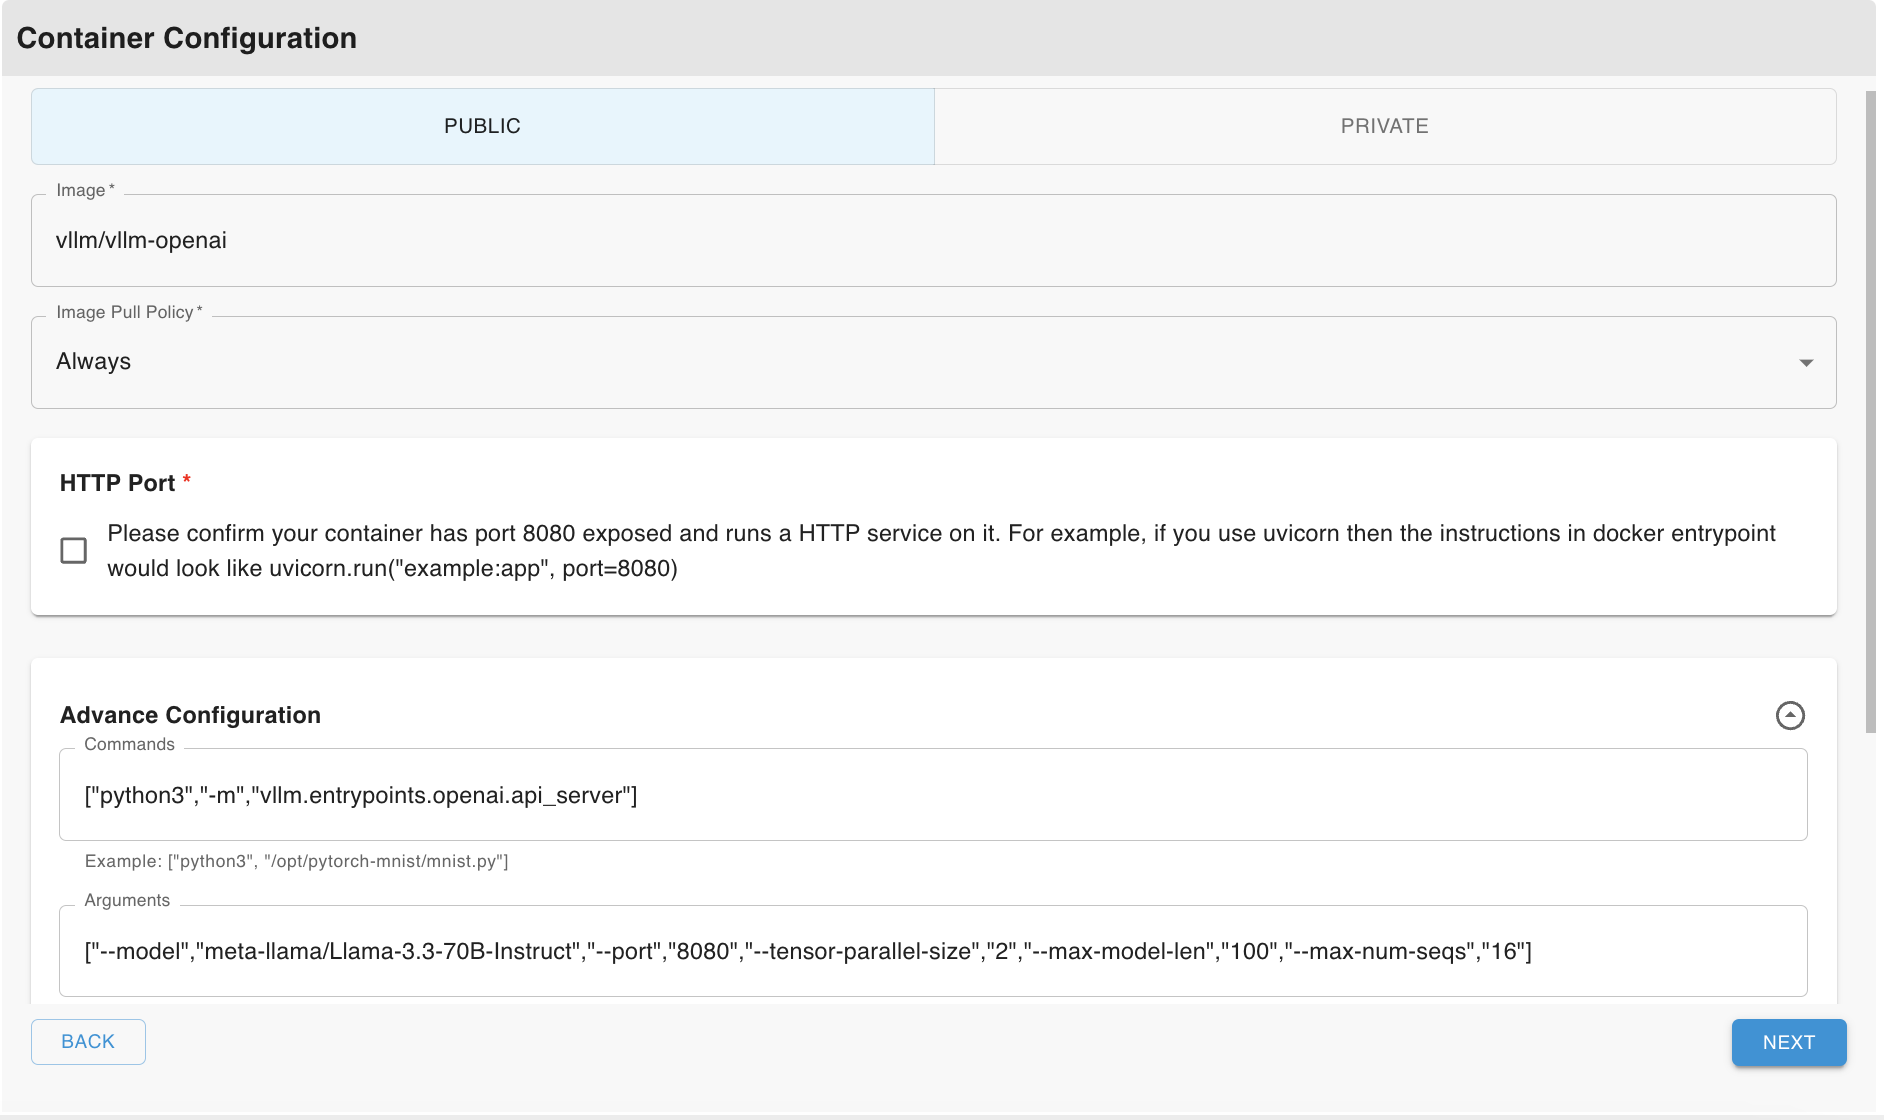 Container Configuration
PUBLIC
PRIVATE
Image *
vllm/vllm-openai
Image Pull Policy *
Always
HTTP Port *
Please confirm your container has port 8080 exposed and runs a HTTP service on it. For example, if you use uvicorn then the instructions in docker entrypoint
would look like uvicorn.run("example:app", port=8080)
Advance Configuration
Commands
["python3","-m","vllm.entrypoints.openai.api_server"]
Example: ["python3", "/opt/pytorch-mnist/mnist.py"]
Arguments
["--model","meta-llama/Llama-3.3-70B-Instruct","--port","8080","--tensor-parallel-size","2","--max-model-len","100","--max-num-seqs","16"]
BACK
NEXT